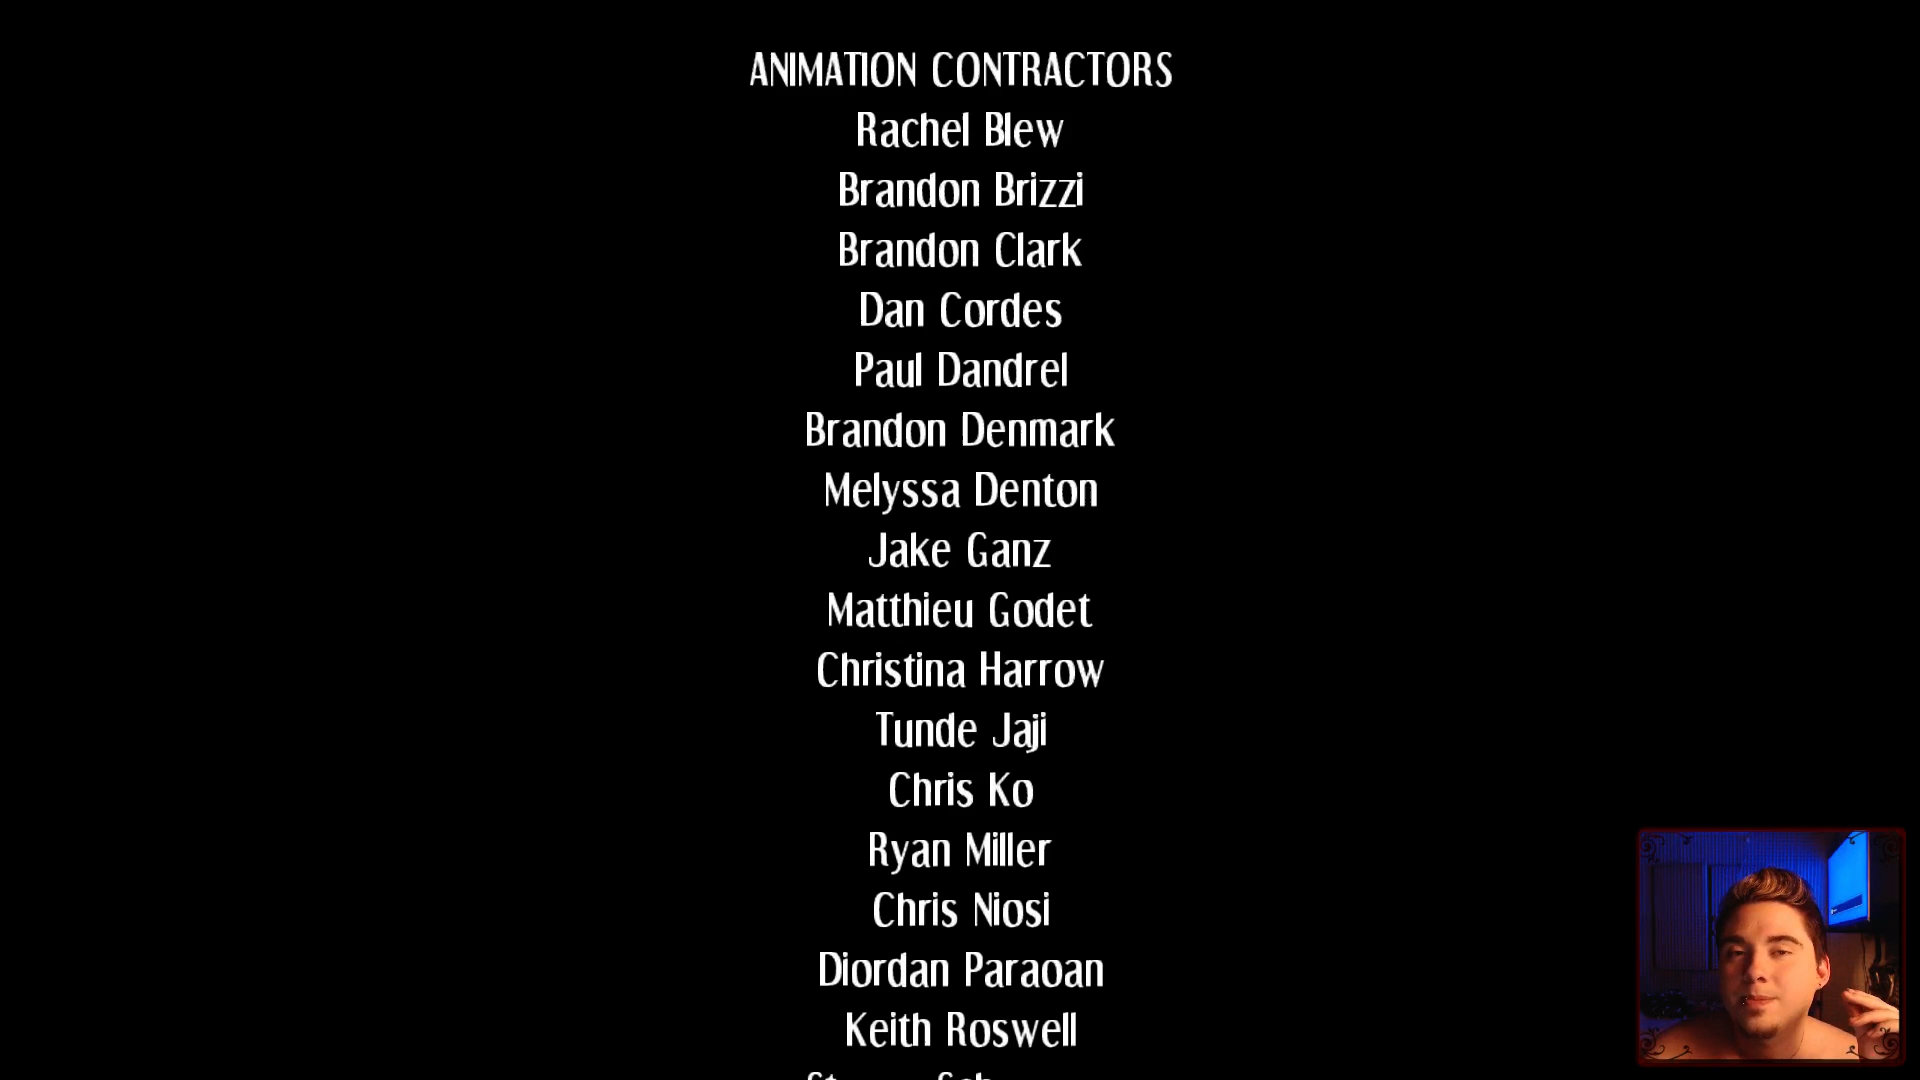 ANIMATION CONTRACTORS
Rachel Blew
Brandon Brizzi
Brandon Clark
Dan Cordes
Paul Dandrel
Brandon Denmark
Melyssa Denton
Jake Ganz
Matthieu Godet
Christina Harrow
Tunde Jaji
Chris Ko
Ryan Miller
Chris Niosi
Diordan Paraoan
Keith Roswell